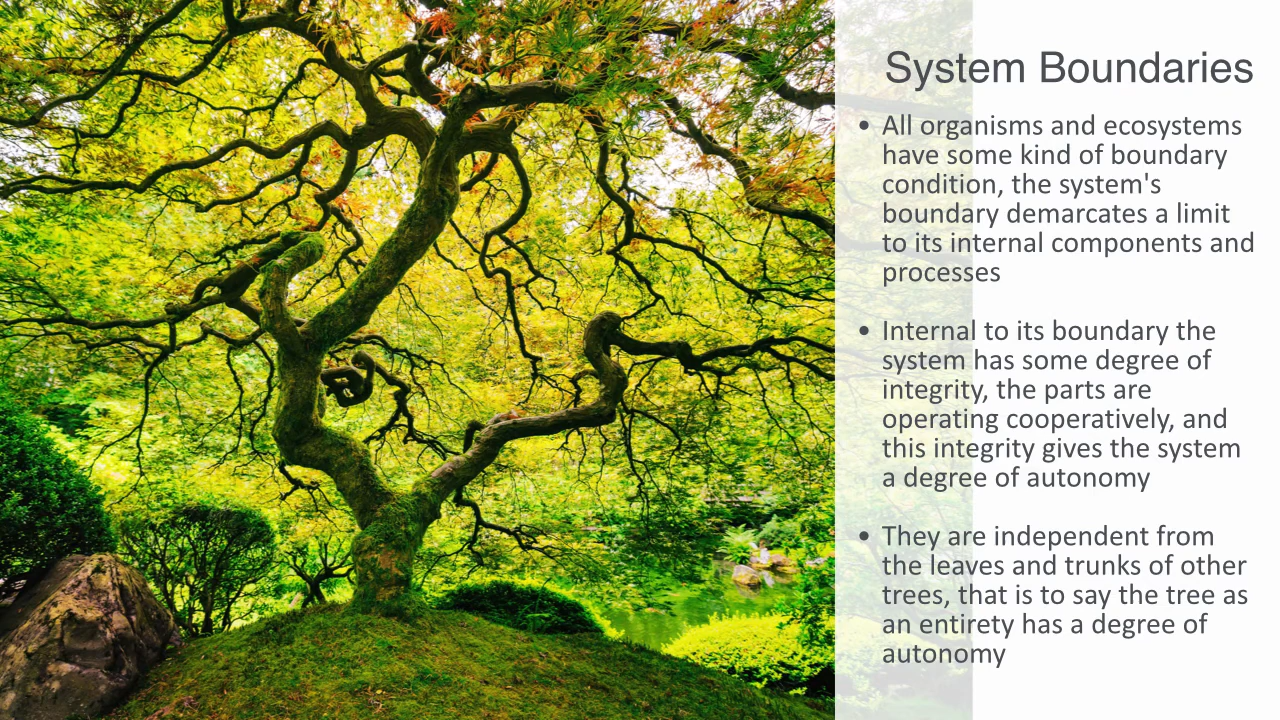 System Boundaries
• All organisms and ecosystems
have some kind of boundary
condition, the system's
boundary demarcates a limit
to its internal components and
processes
• Internal to its boundary the
system has some degree of
integrity, the parts are
operating cooperatively, and
this integrity gives the system
a degree of autonomy
• They are independent from
the leaves and trunks of other
trees, that is to say the tree as
an entirety has a degree of
autonomy